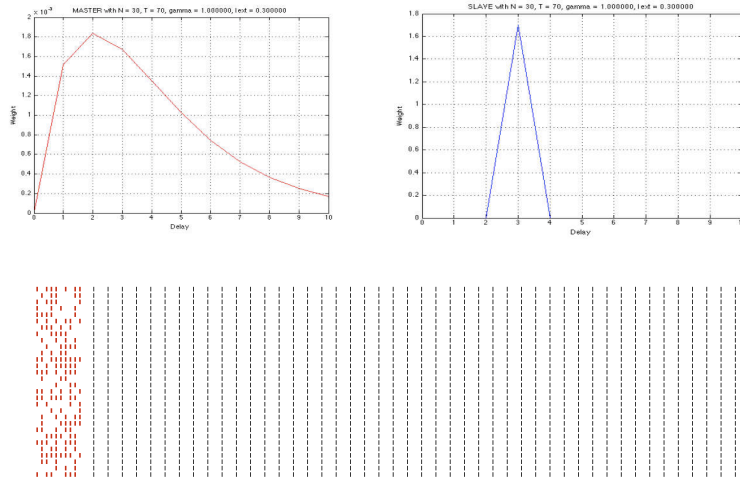 MASTER with N = 30, T = 70, gamma = 1.000000, Iext = 0.300000
x 10⁻³
2
1.8
1.6
1.4
1.2
1
0.8
0.6
0.4
0.2
0
Weight
0 1 2 3 4 5 6 7 8 9 10
Delay
SLAVE with N = 30, T = 70, gamma = 1.000000, Iext = 0.300000
1.8
1.6
1.4
1.2
1
0.8
0.6
0.4
0.2
0
Weight
0 1 2 3 4 5 6 7 8 9
Delay